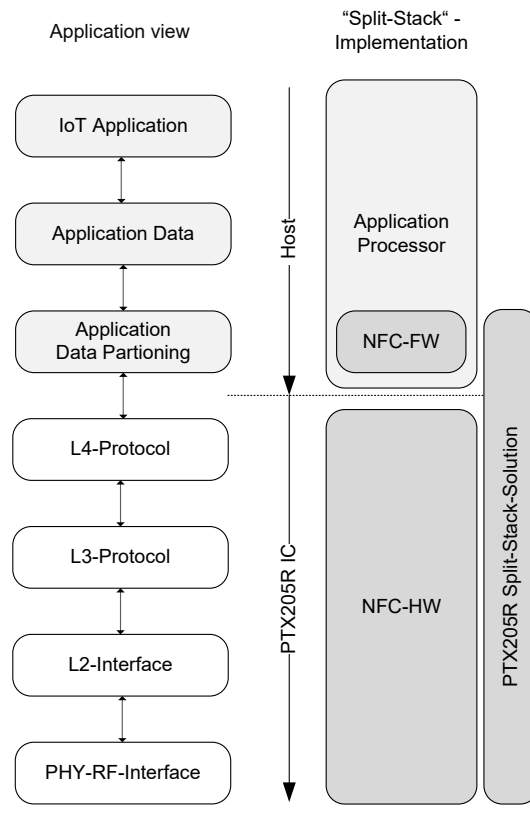 Application view
"Split-Stack“ -
Implementation
IoT Application
Application Data
Application
Data Partioning
L4-Protocol
L3-Protocol
L2-Interface
PHY-RF-Interface
Host
PTX205R IC
Application
Processor
NFC-FW
NFC-HW
PTX205R Split-Stack-Solution